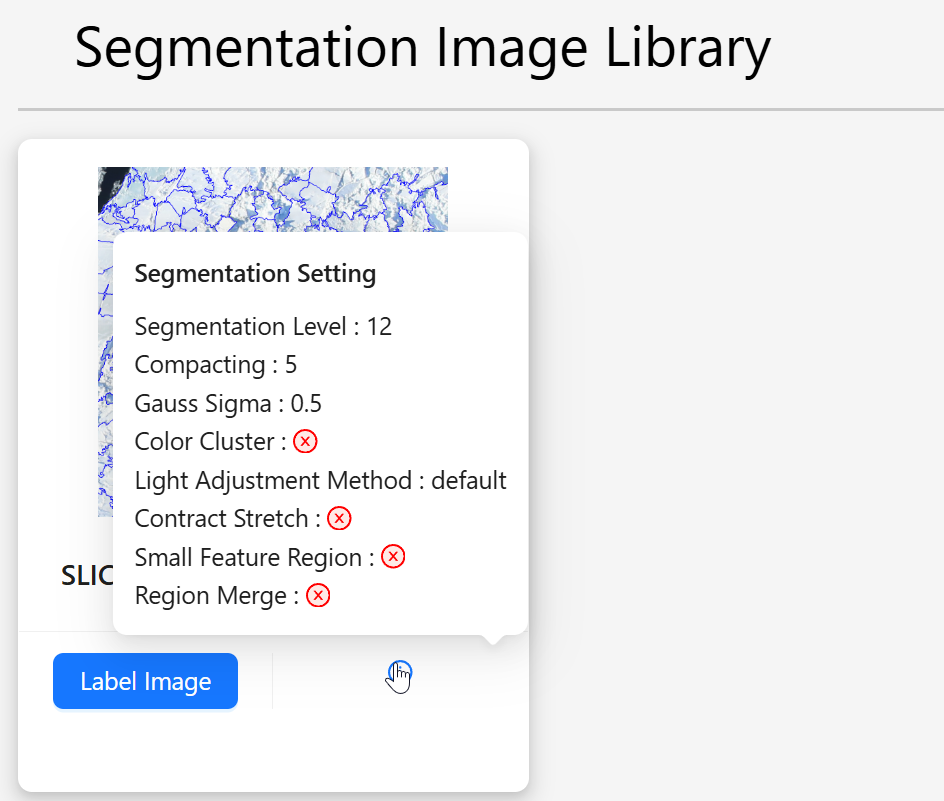 Segmentation Image Library
Segmentation Setting
Segmentation Level : 12
Compacting : 5
Gauss Sigma : 0.5
Color Cluster :
Light Adjustment Method : default
Contract Stretch :
Small Feature Region :
Region Merge :
SLIC
Label Image